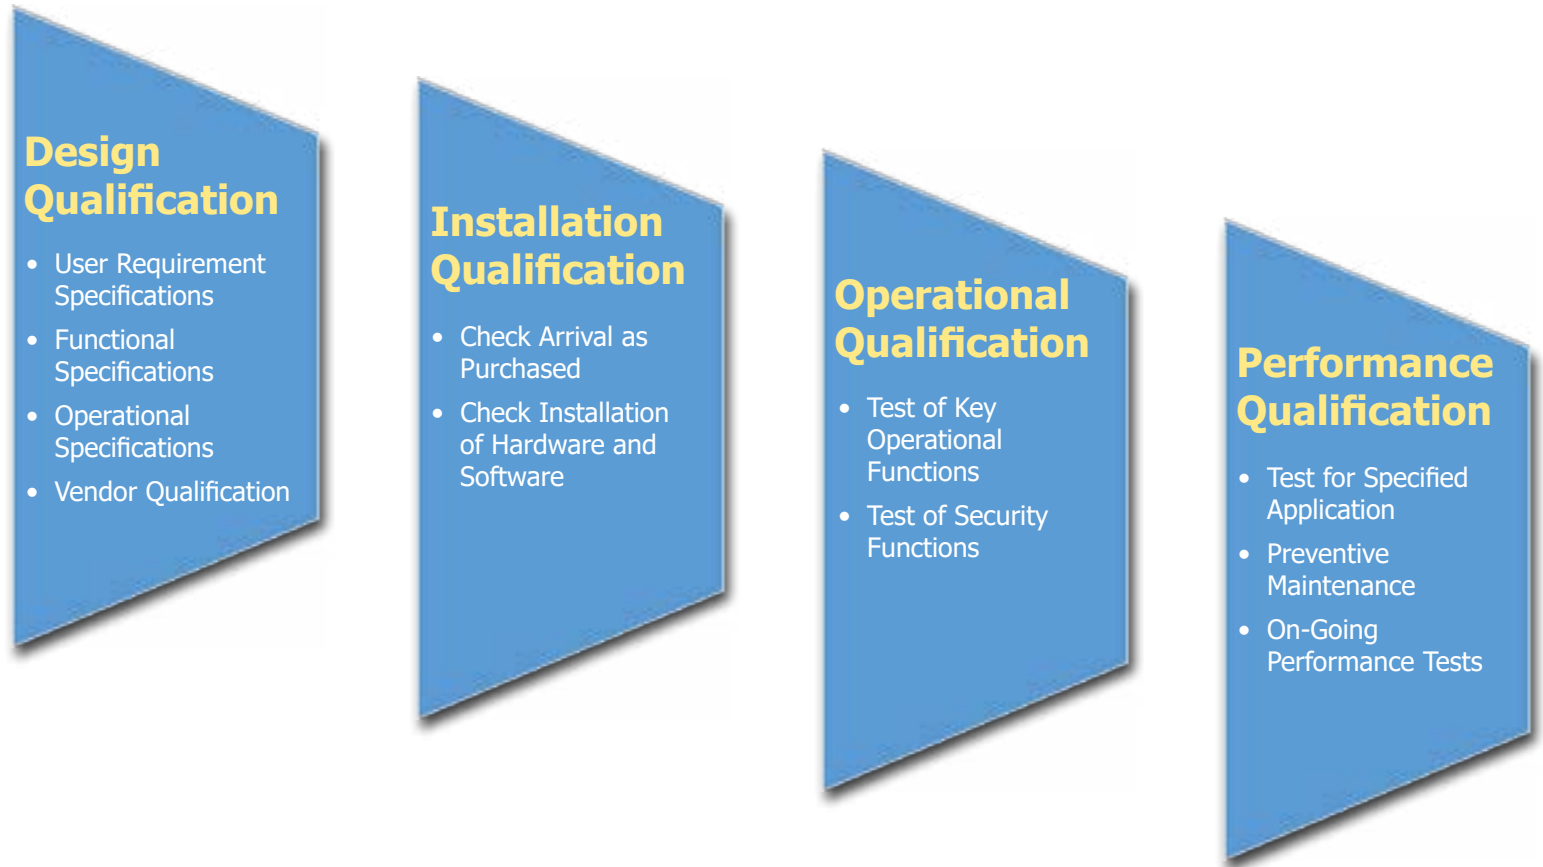 Design
Qualification
• User Requirement
Specifications
• Functional
Specifications
• Operational
Specifications
• Vendor Qualification
Installation
Qualification
• Check Arrival as
Purchased
• Check Installation
of Hardware and
Software
Operational
Qualification
• Test of Key
Operational
Functions
• Test of Security
Functions
Performance
Qualification
• Test for Specified
Application
• Preventive
Maintenance
• On-Going
Performance Tests